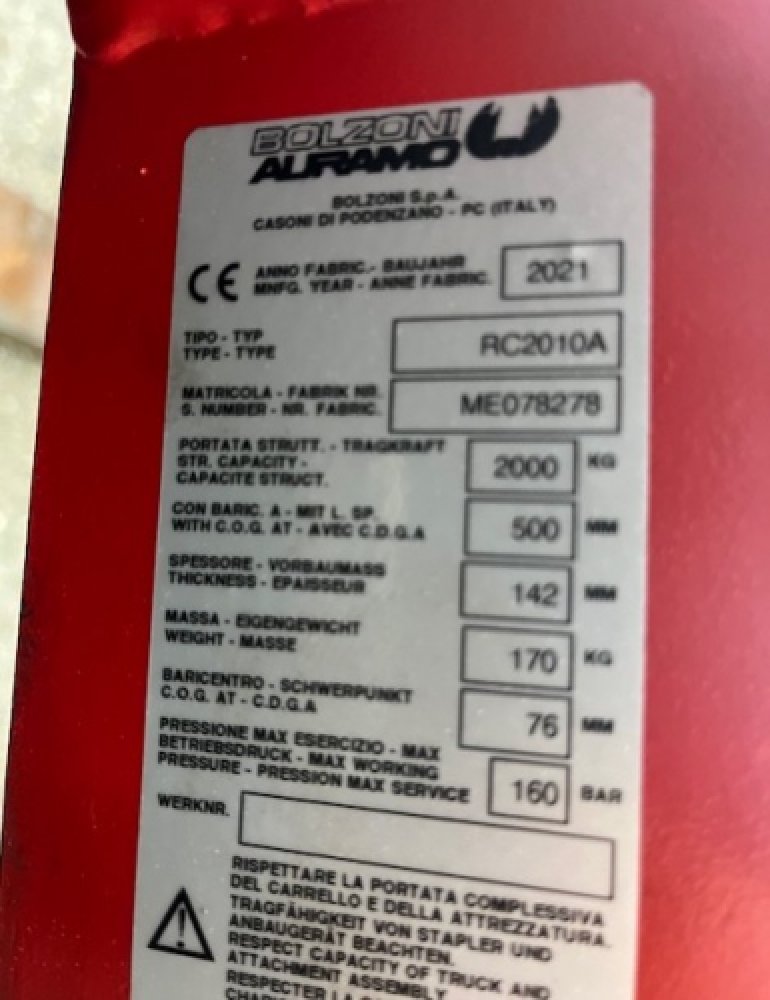 BOLZONI
AURAMO
BOLZONI S.p.A.
CASONI DI PODENZANO - PC (ITALY)
CE
ANNO FABRIC.- BAUJAHR
MNFG. YEAR - ANNE FABRIC.
2021
TIPO - TYP
TYPE - TYPE
RC2010A
MATRICOLA - FABRIK NR.
S. NUMBER - NR. FABRIC.
ME078278
PORTATA STRUTT. - TRAGKRAFT
STR. CAPACITY -
CAPACITE STRUCT.
2000 KG
CON BARIC. A - MIT L. SP.
WITH C.O.G. AT - AVEC C.D.G.A
500 MM
SPESSORE - VORBAUMASS
THICKNESS - EPAISSEUR
142 MM
MASSA - EIGENGEWICHT
WEIGHT - MASSE
170 KG
BARICENTRO - SCHWERPUNKT
C.O.G. AT - C.D.G.A
76 MM
PRESSIONE MAX ESERCIZIO - MAX
BETRIEBSDRUCK - MAX WORKING
PRESSURE - PRESSION MAX SERVICE
160 BAR
WERKNR.
RISPETTARE LA PORTATA COMPLESSIVA
DEL CARRELLO E DELLA ATTREZZATURA.
TRAGFÄHIGKEIT VON STAPLER UND
ANBAUGERÄT BEACHTEN.
RESPECT CAPACITY OF TRUCK AND
ATTACHMENT ASSEMBLY
RESPECTER LA